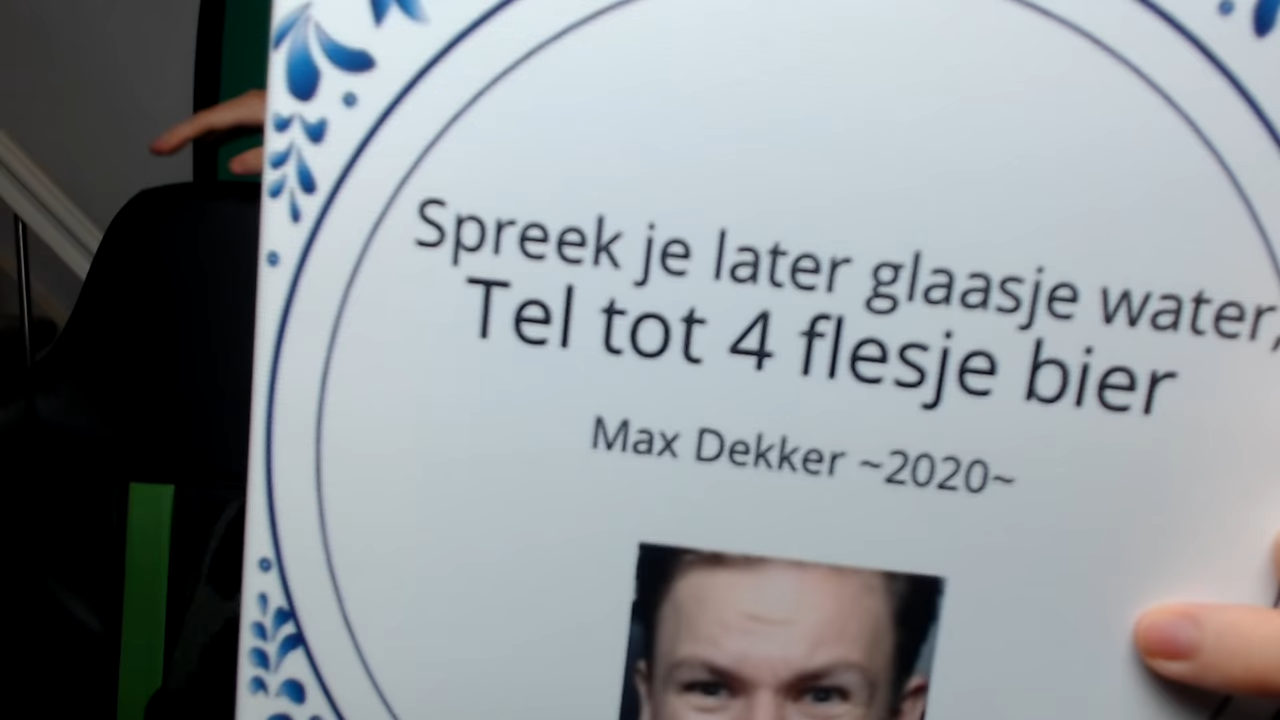 Spreek je later glaasje water,
Tel tot 4 flesje bier
Max Dekker ~2020~